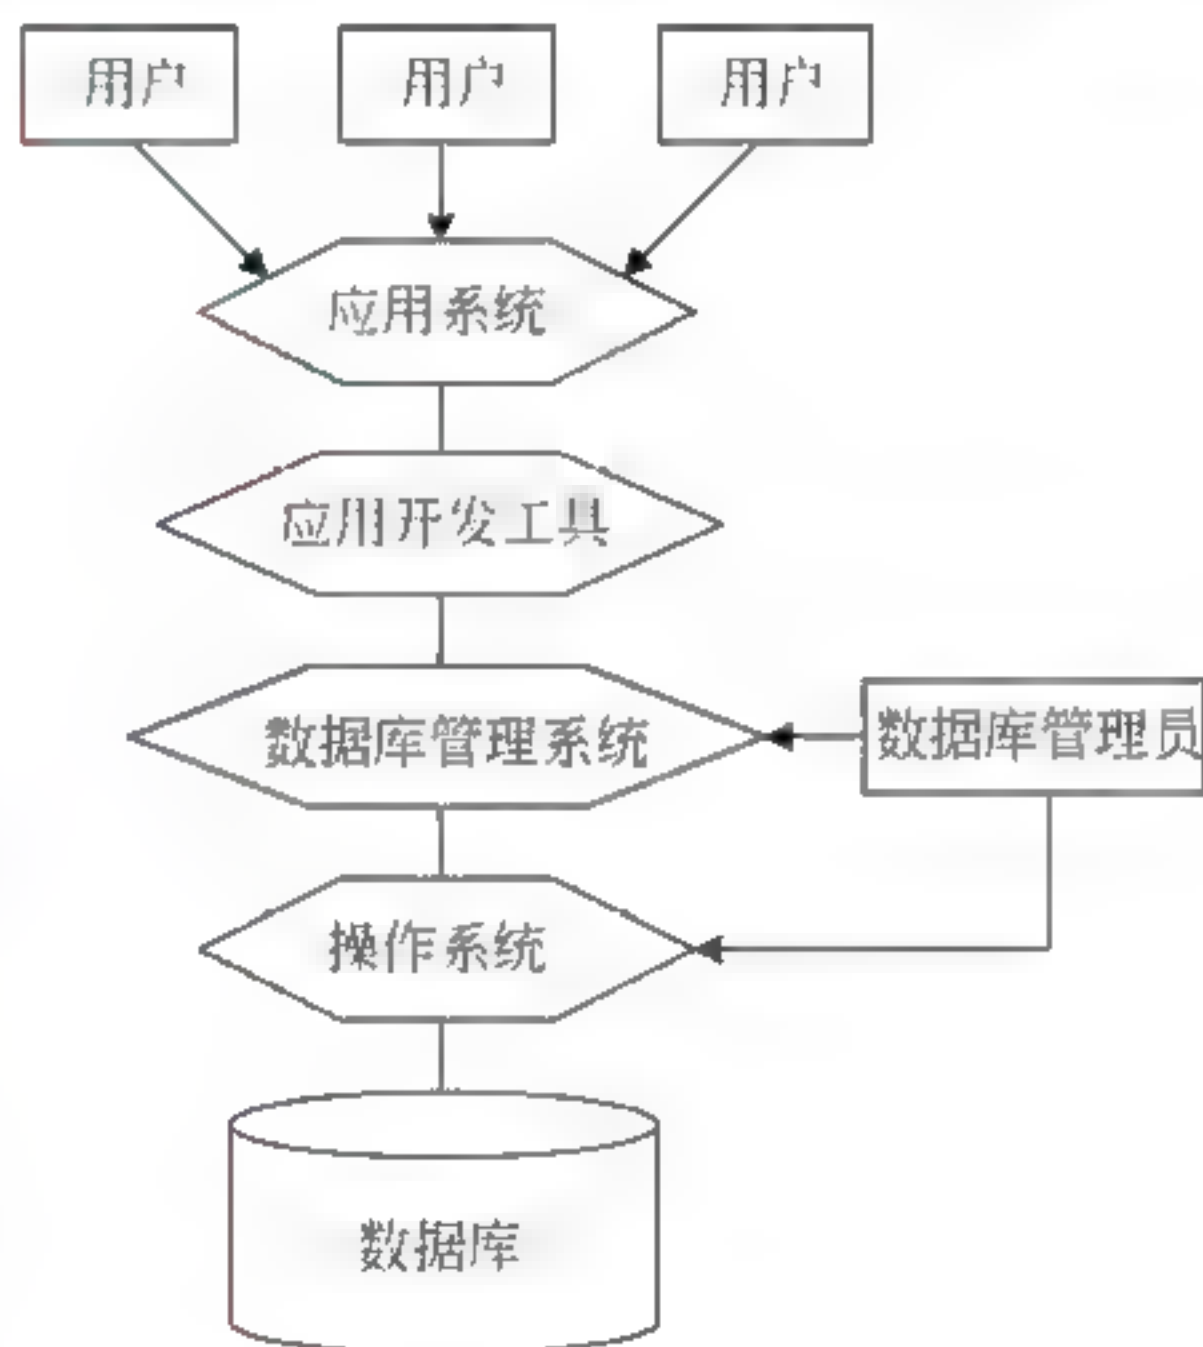 用户
用户
用户
应用系统
应用开发工具
数据库管理系统
数据库管理员
操作系统
数据库